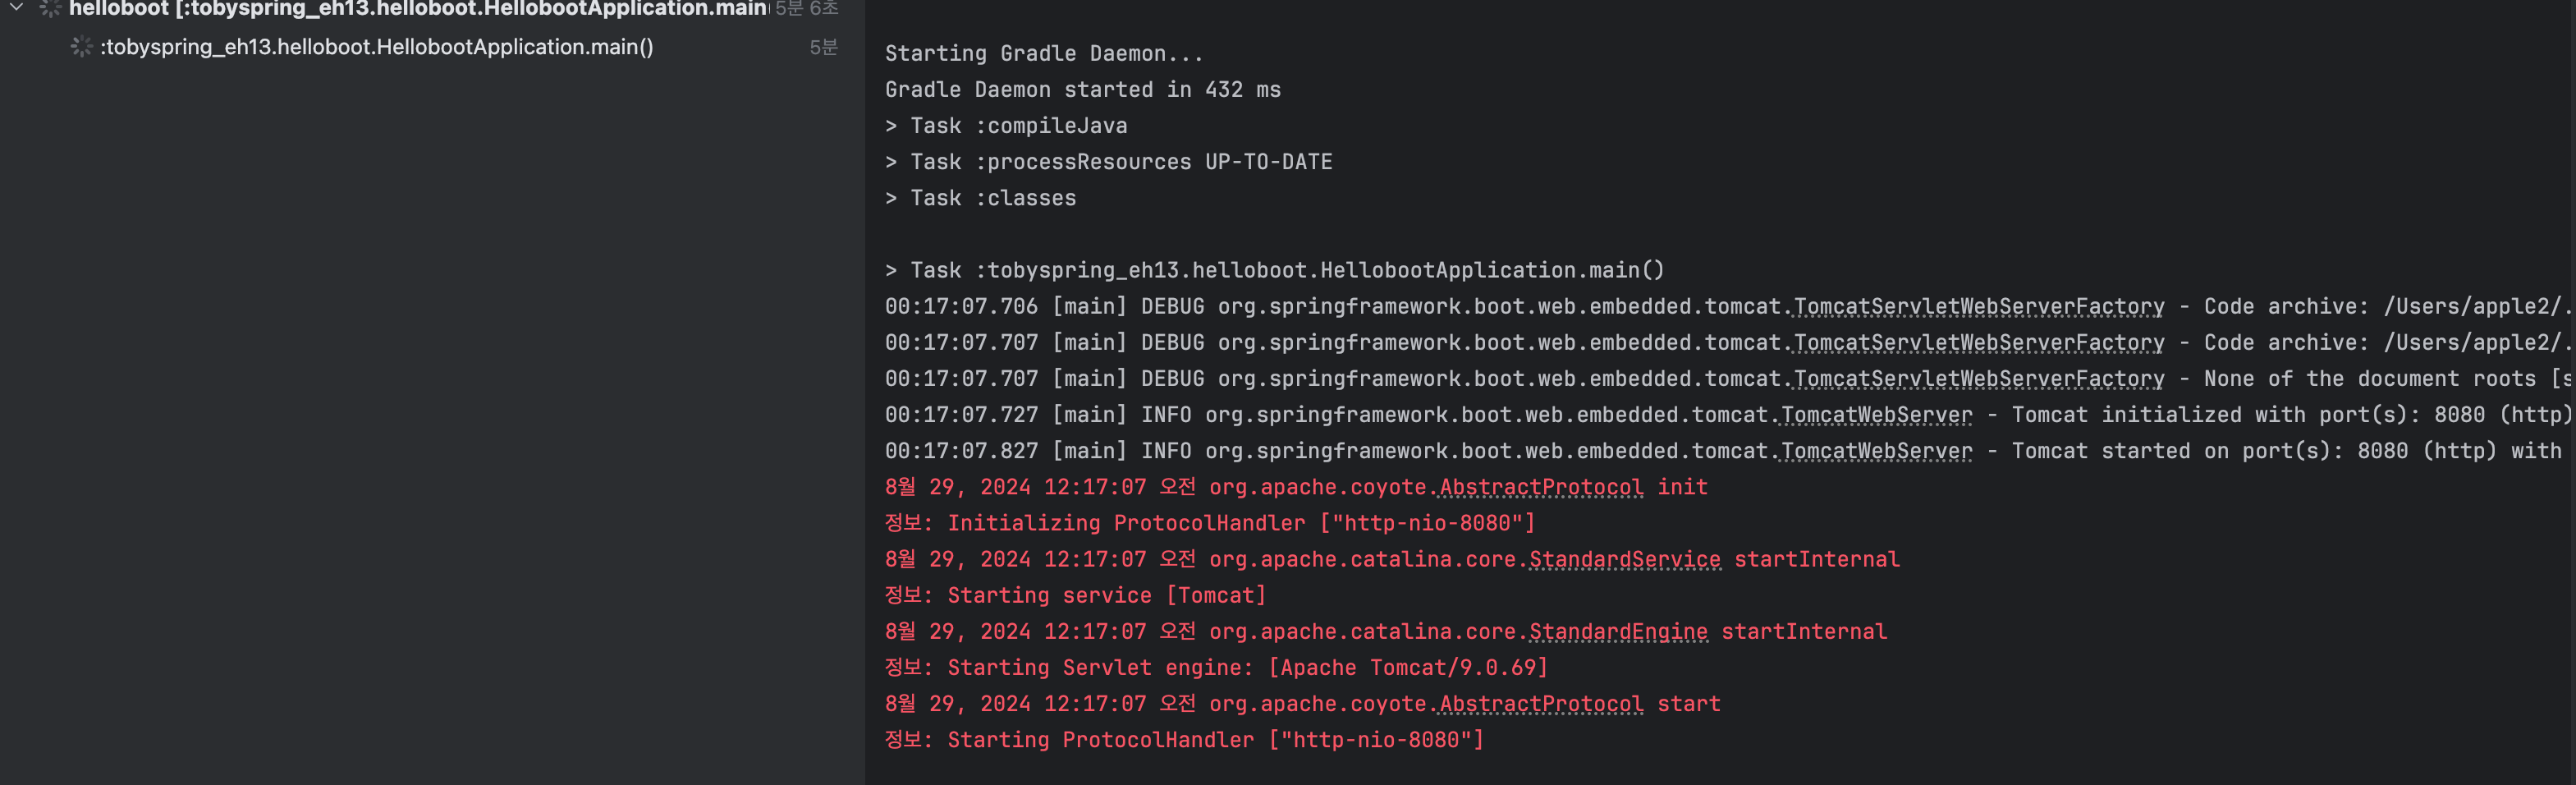 helloboot [:tobyspring_eh13.helloboot.HellobootApplication.main 5분 6초
:tobyspring_eh13.helloboot.HellobootApplication.main() 5분
Starting Gradle Daemon...
Gradle Daemon started in 432 ms
> Task :compileJava
> Task :processResources UP-TO-DATE
> Task :classes
> Task :tobyspring_eh13.helloboot.HellobootApplication.main()
00:17:07.706 [main] DEBUG org.springframework.boot.web.embedded.tomcat.TomcatServletWebServerFactory - Code archive: /Users/apple2/.
00:17:07.707 [main] DEBUG org.springframework.boot.web.embedded.tomcat.TomcatServletWebServerFactory - Code archive: /Users/apple2/.
00:17:07.707 [main] DEBUG org.springframework.boot.web.embedded.tomcat.TomcatServletWebServerFactory - None of the document roots [s
00:17:07.727 [main] INFO org.springframework.boot.web.embedded.tomcat.TomcatWebServer - Tomcat initialized with port(s): 8080 (http)
00:17:07.827 [main] INFO org.springframework.boot.web.embedded.tomcat.TomcatWebServer - Tomcat started on port(s): 8080 (http) with
8월 29, 2024 12:17:07 오전 org.apache.coyote.AbstractProtocol init
정보: Initializing ProtocolHandler ["http-nio-8080"]
8월 29, 2024 12:17:07 오전 org.apache.catalina.core.StandardService startInternal
정보: Starting service [Tomcat]
8월 29, 2024 12:17:07 오전 org.apache.catalina.core.StandardEngine startInternal
정보: Starting Servlet engine: [Apache Tomcat/9.0.69]
8월 29, 2024 12:17:07 오전 org.apache.coyote.AbstractProtocol start
정보: Starting ProtocolHandler ["http-nio-8080"]